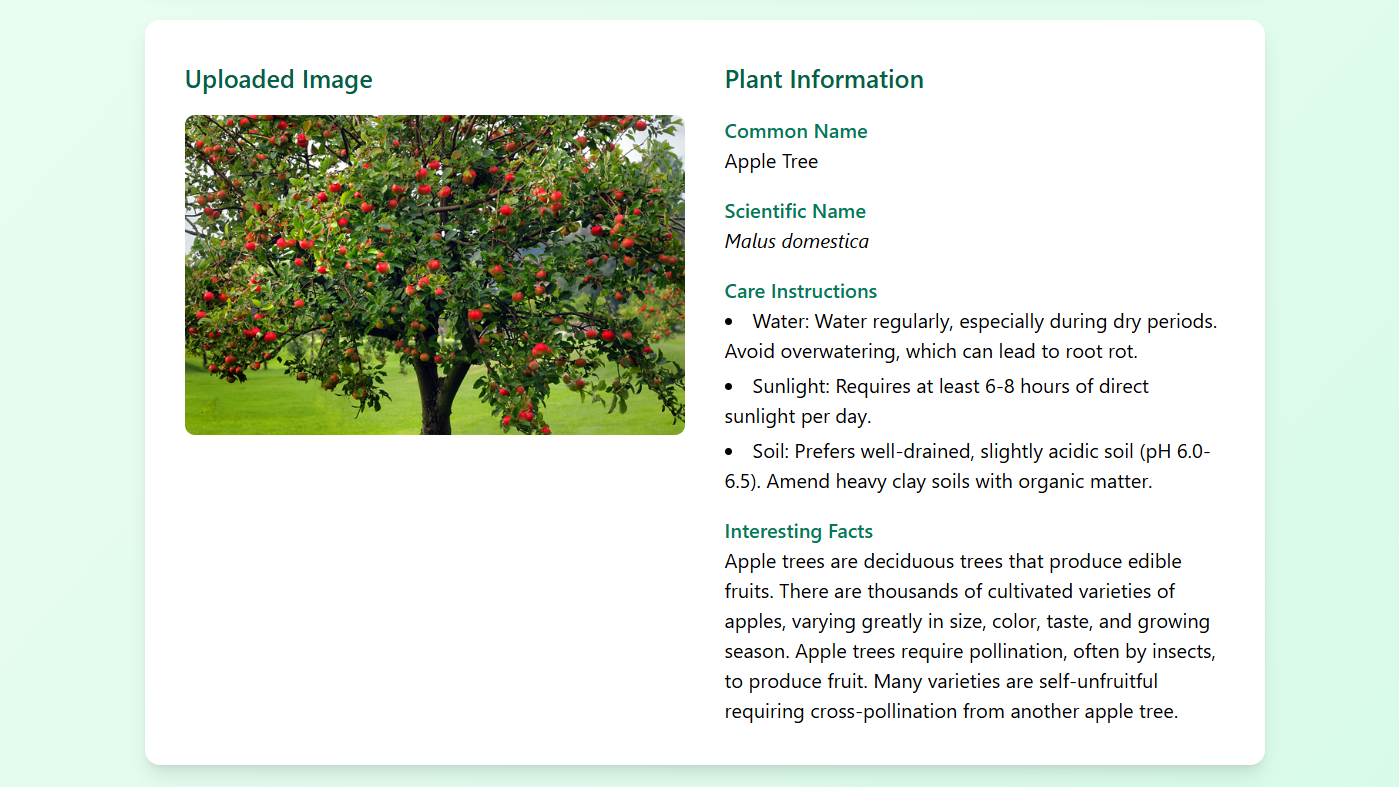 Uploaded Image
Plant Information
Common Name
Apple Tree
Scientific Name
Malus domestica
Care Instructions
• Water: Water regularly, especially during dry periods.
Avoid overwatering, which can lead to root rot.
• Sunlight: Requires at least 6-8 hours of direct
sunlight per day.
• Soil: Prefers well-drained, slightly acidic soil (pH 6.0-
6.5). Amend heavy clay soils with organic matter.
Interesting Facts
Apple trees are deciduous trees that produce edible
fruits. There are thousands of cultivated varieties of
apples, varying greatly in size, color, taste, and growing
season. Apple trees require pollination, often by insects,
to produce fruit. Many varieties are self-unfruitful
requiring cross-pollination from another apple tree.